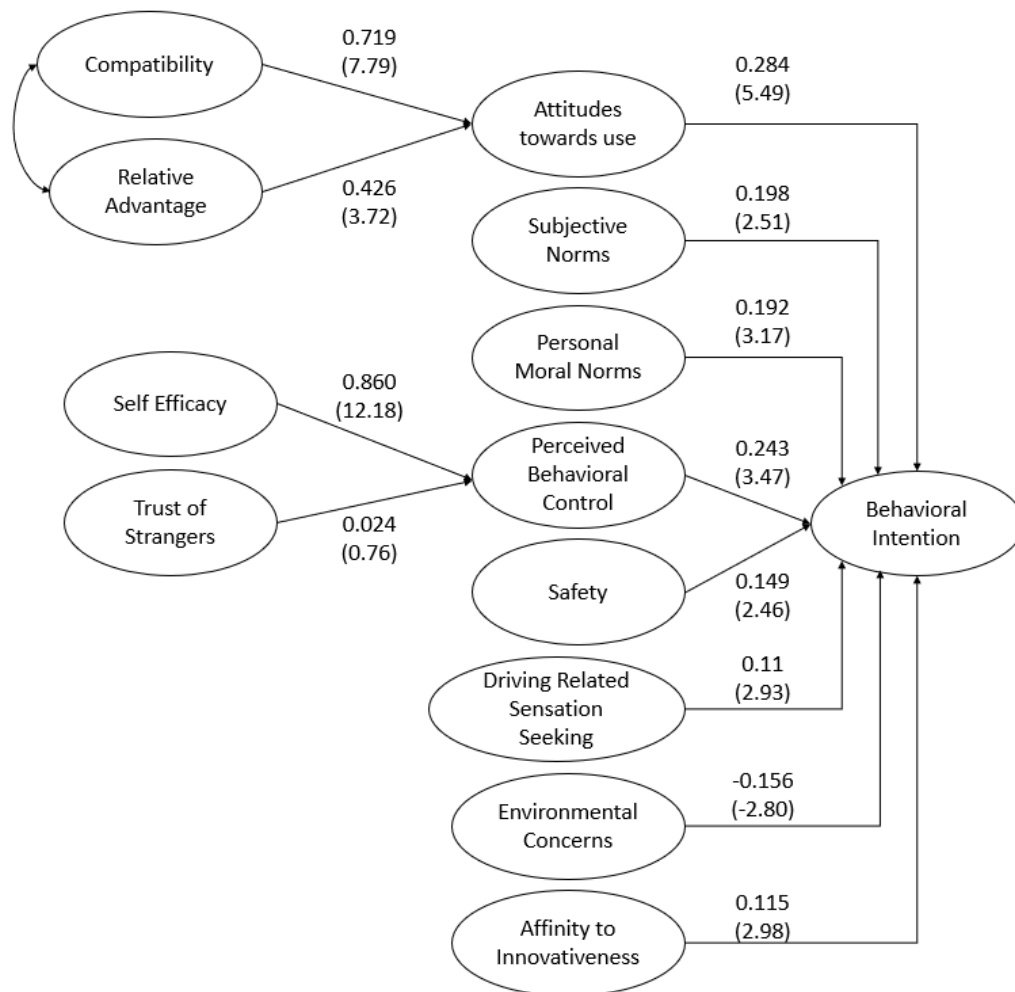 Compatibility
0.719
(7.79)
Relative
Advantage
0.426
(3.72)
Attitudes
towards use
0.284
(5.49)
Subjective
Norms
0.198
(2.51)
Personal
Moral Norms
0.192
(3.17)
Self Efficacy
0.860
(12.18)
Trust of
Strangers
0.024
(0.76)
Perceived
Behavioral
Control
0.243
(3.47)
Behavioral
Intention
Safety
0.149
(2.46)
Driving Related
Sensation
Seeking
0.11
(2.93)
Environmental
Concerns
-0.156
(-2.80)
Affinity to
Innovativeness
0.115
(2.98)